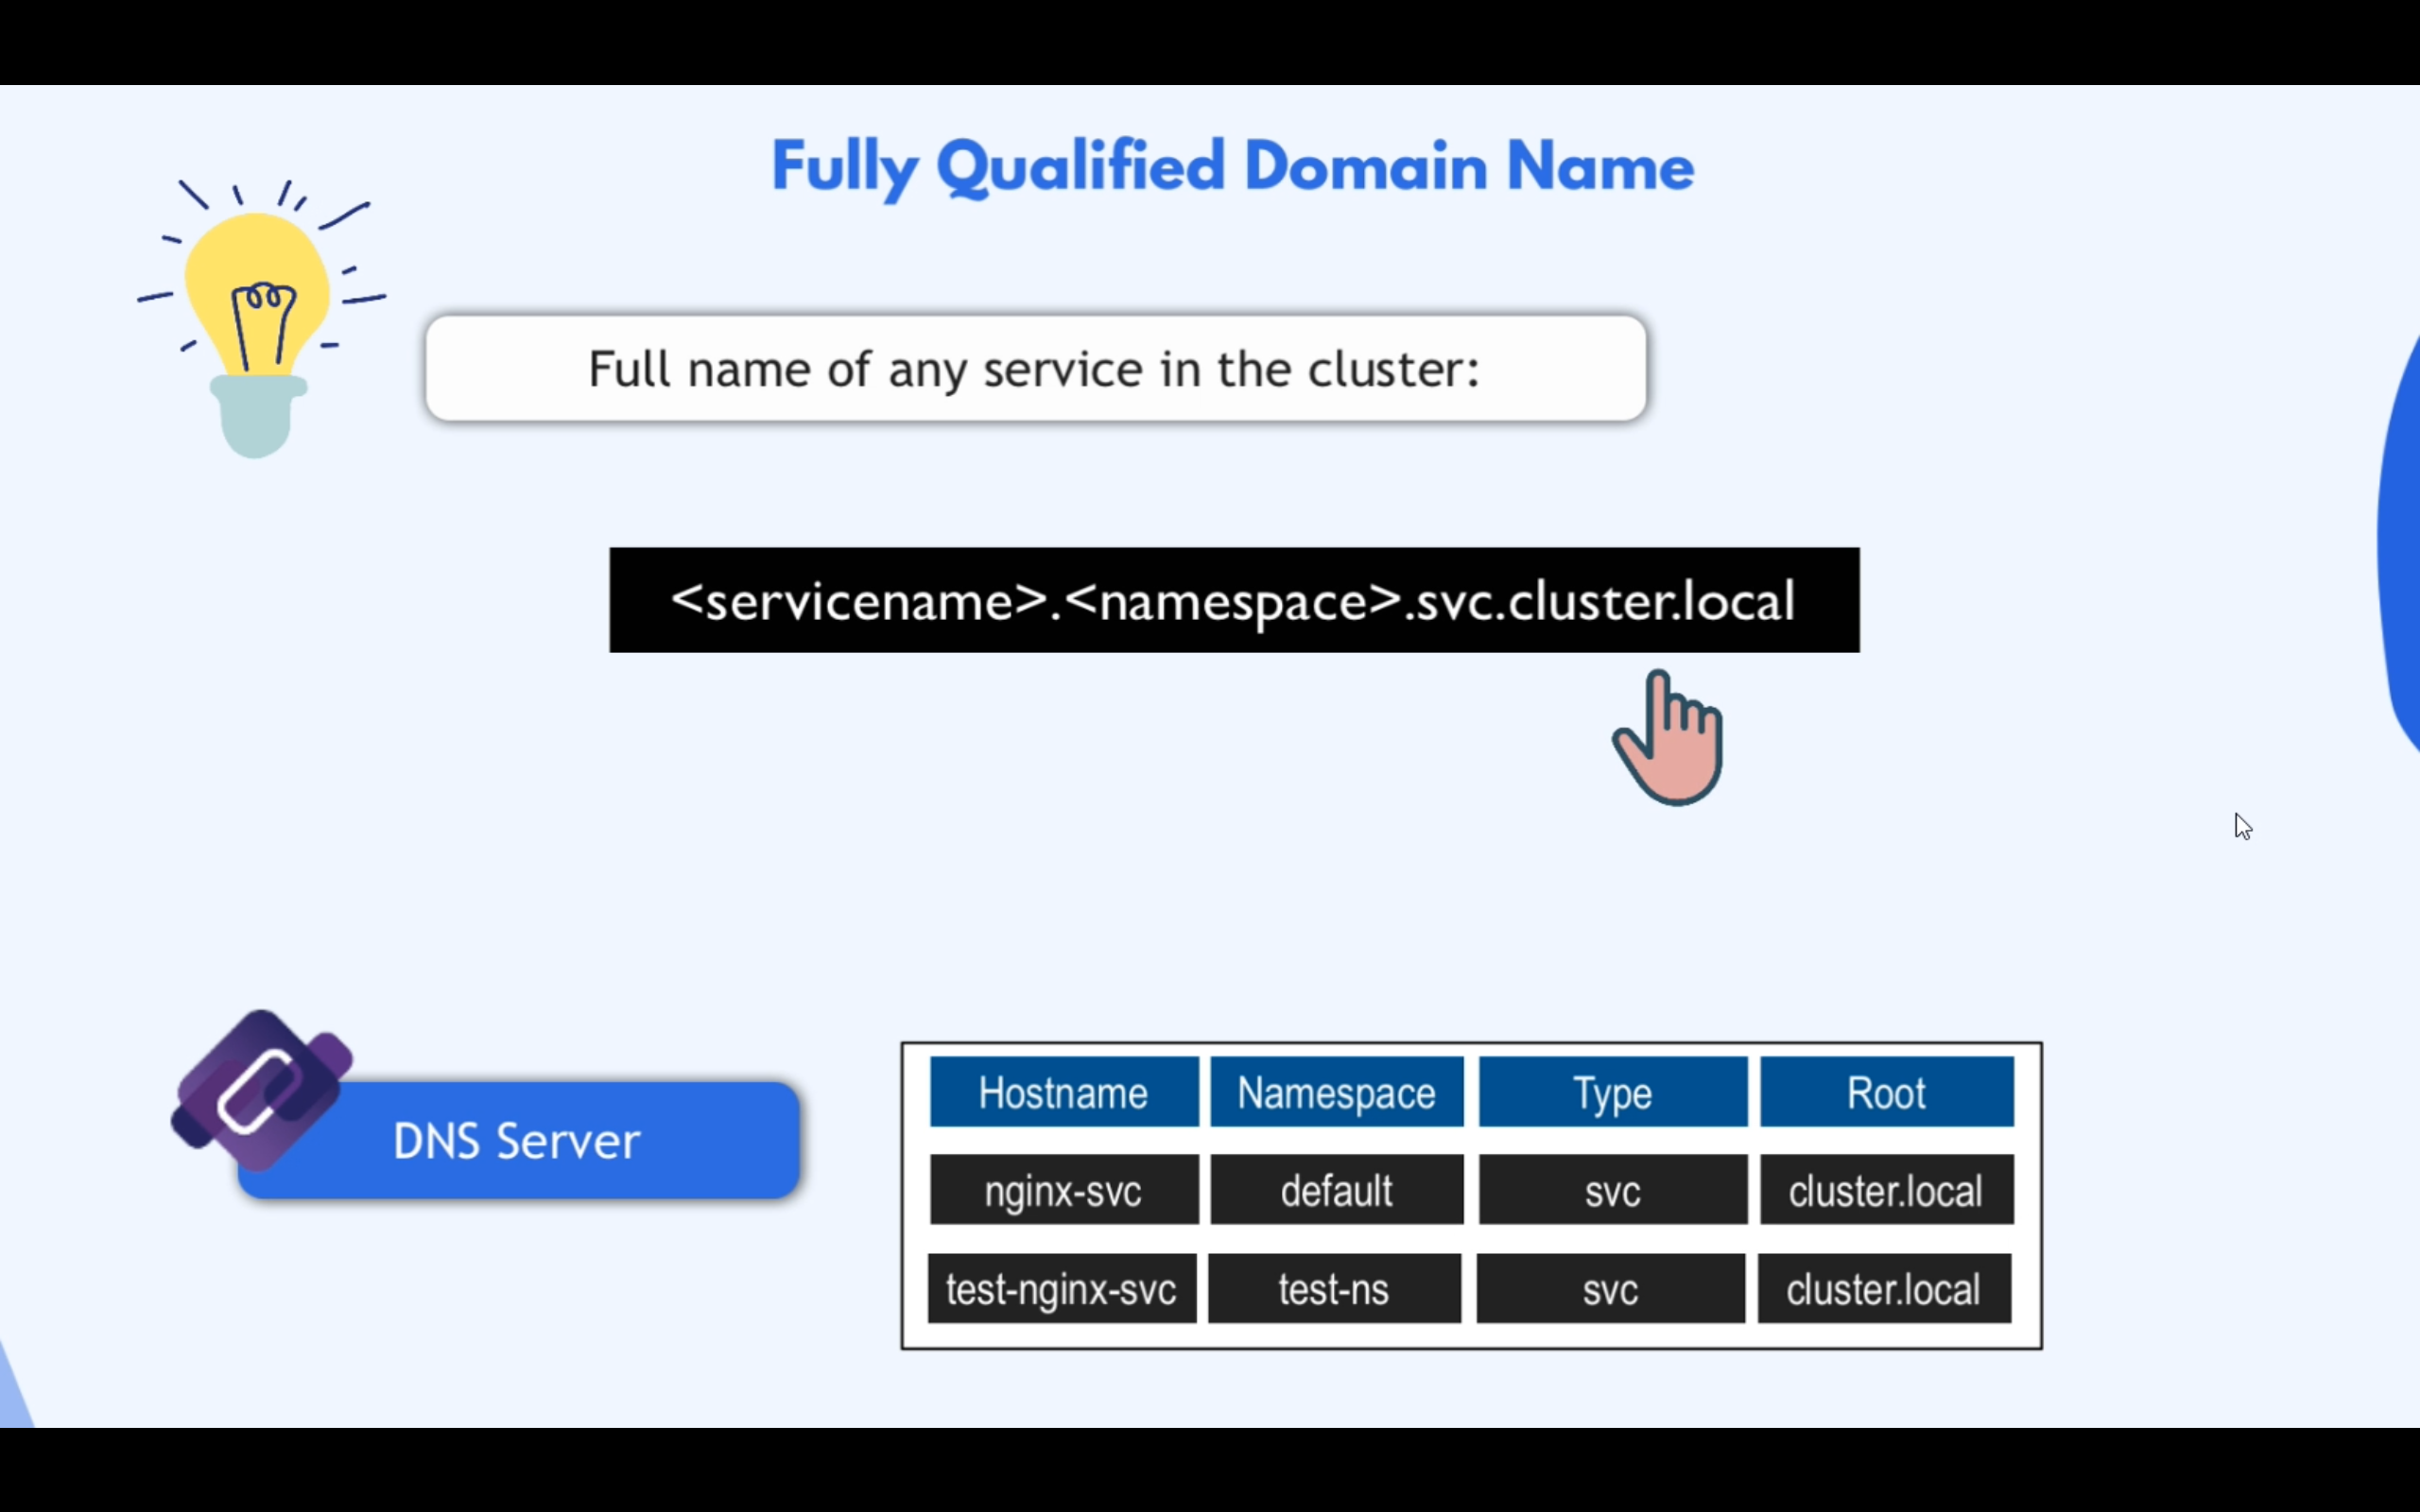 Fully Qualified Domain Name
Full name of any service in the cluster:
<servicename>.<namespace>.svc.cluster.local
DNS Server
Hostname Namespace Type Root
nginx-svc default svc cluster.local
test-nginx-svc test-ns svc cluster.local